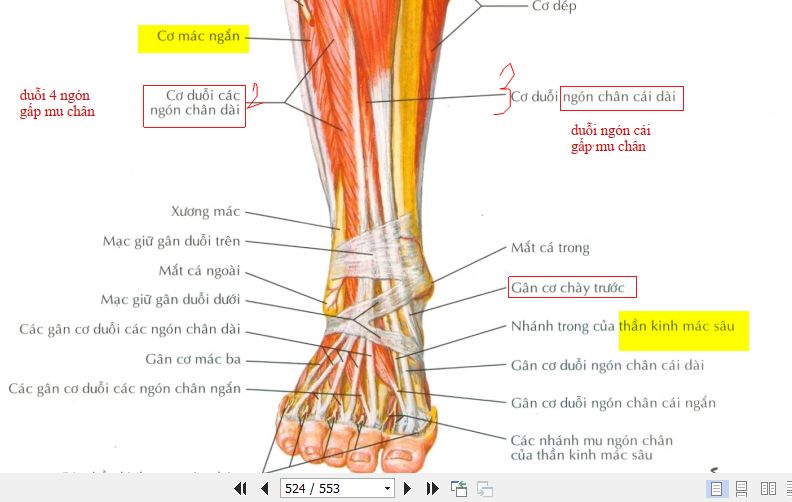 Cơ dép
Cơ mác ngắn
duỗi 4 ngón
gấp mu chân
Cơ duỗi các
ngón chân dài
2
3
Cơ duỗi ngón chân cái dài
duỗi ngón cái
gấp mu chân
Xương mác
Mạc giữ gân duỗi trên
Mắt cá ngoài
Mạc giữ gân duỗi dưới
Các gân cơ duỗi các ngón chân dài
Gân cơ mác ba
Các gân cơ duỗi các ngón chân ngắn
Mắt cá trong
Gân cơ chày trước
Nhánh trong của thần kinh mác sâu
Gân cơ duỗi ngón chân cái dài
Gân cơ duỗi ngón chân cái ngắn
Các nhánh mu ngón chân
của thần kinh mác sâu
524 / 553